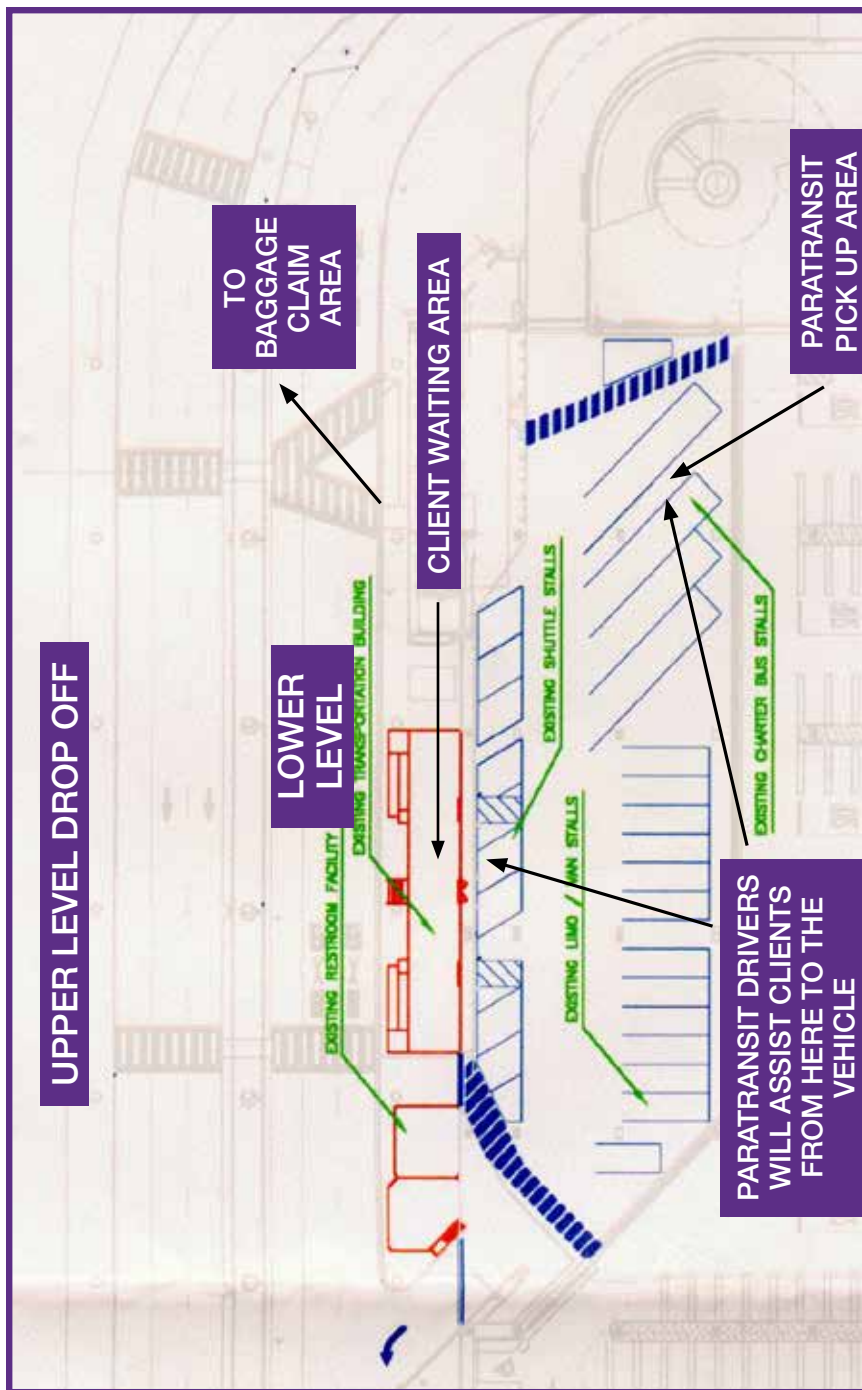 UPPER LEVEL DROP OFF
TO
BAGGAGE
CLAIM
AREA
LOWER
LEVEL
CLIENT WAITING AREA
EXISTING RESTROOM FACILITY
EXISTING TRANSPORTATION BUILDING
EXISTING SHUTTLE STALLS
EXISTING LIMO / VAN STALLS
EXISTING CHARTER BUS STALLS
PARATRANSIT DRIVERS
WILL ASSIST CLIENTS
FROM HERE TO THE
VEHICLE
PARATRANSIT
PICK UP AREA